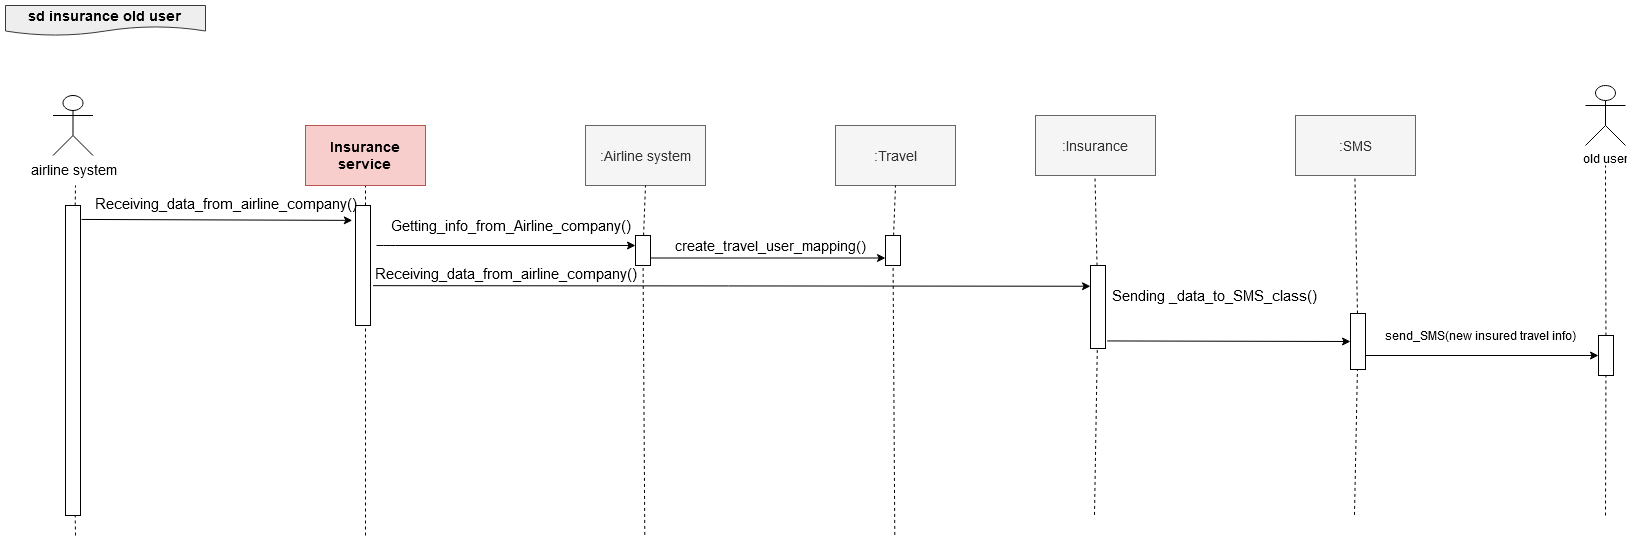 sd insurance old user
airline system
Insurance
service
:Airline system
:Travel
:Insurance
:SMS
old user
Receiving_data_from_airline_company()
Getting_info_from_Airline_company()
create_travel_user_mapping()
Receiving_data_from_airline_company()
Sending _data_to_SMS_class()
send_SMS(new insured travel info)